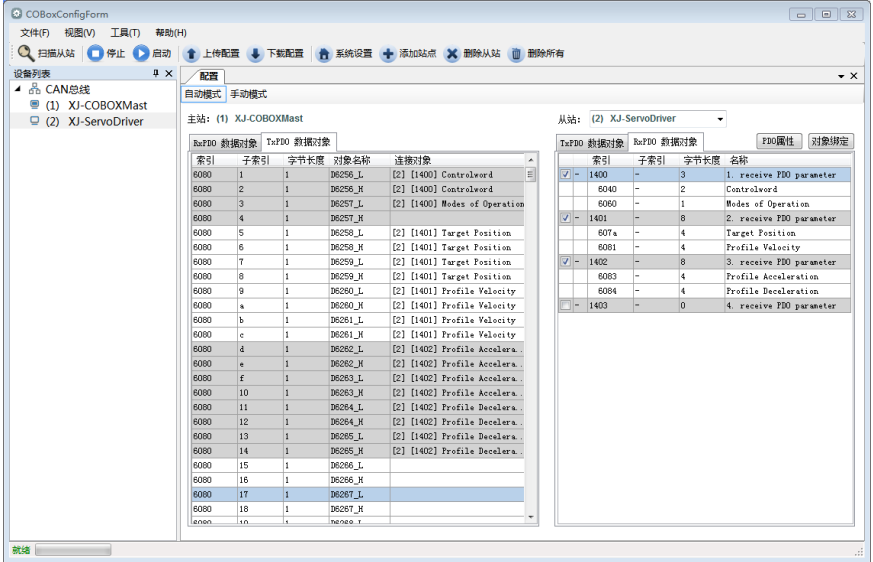 COBoxConfigForm
文件(F) 视图(V) 工具(T) 帮助(H)
扫描从站 停止 启动 上传配置 下载配置 系统设置 添加站点 删除从站 删除所有
设备列表
CAN总线
(1) XJ-COBOXMast
(2) XJ-ServoDriver
配置
自动模式 手动模式
主站: (1) XJ-COBOXMast
RxPDO 数据对象 TxPDO 数据对象
索引 子索引 字节长度 对象名称 连接对象
6080 1 1 D6256_L [2] [1400] Controlword
6080 2 1 D6256_H [2] [1400] Controlword
6080 3 1 D6257_L [2] [1400] Modes of Operation
6080 4 1 D6257_H
6080 5 1 D6258_L [2] [1401] Target Position
6080 6 1 D6258_H [2] [1401] Target Position
6080 7 1 D6259_L [2] [1401] Target Position
6080 8 1 D6259_H [2] [1401] Target Position
6080 9 1 D6260_L [2] [1401] Profile Velocity
6080 a 1 D6260_H [2] [1401] Profile Velocity
6080 b 1 D6261_L [2] [1401] Profile Velocity
6080 c 1 D6261_H [2] [1401] Profile Velocity
6080 d 1 D6262_L [2] [1402] Profile Accelera..
6080 e 1 D6262_H [2] [1402] Profile Accelera..
6080 f 1 D6263_L [2] [1402] Profile Accelera..
6080 10 1 D6263_H [2] [1402] Profile Accelera..
6080 11 1 D6264_L [2] [1402] Profile Decelera..
6080 12 1 D6264_H [2] [1402] Profile Decelera..
6080 13 1 D6265_L [2] [1402] Profile Decelera..
6080 14 1 D6265_H [2] [1402] Profile Decelera..
6080 15 1 D6266_L
6080 16 1 D6266_H
6080 17 1 D6267_L
6080 18 1 D6267_H
从站: (2) XJ-ServoDriver
TxPDO 数据对象 RxPDO 数据对象 PDO属性 对象绑定
索引 子索引 字节长度 名称
- 1400 - 3 1. receive PDO parameter
6040 - 2 Controlword
6060 - 1 Modes of Operation
- 1401 - 8 2. receive PDO parameter
607a - 4 Target Position
6081 - 4 Profile Velocity
- 1402 - 8 3. receive PDO parameter
6083 - 4 Profile Acceleration
6084 - 4 Profile Deceleration
- 1403 - 0 4. receive PDO parameter
就绪